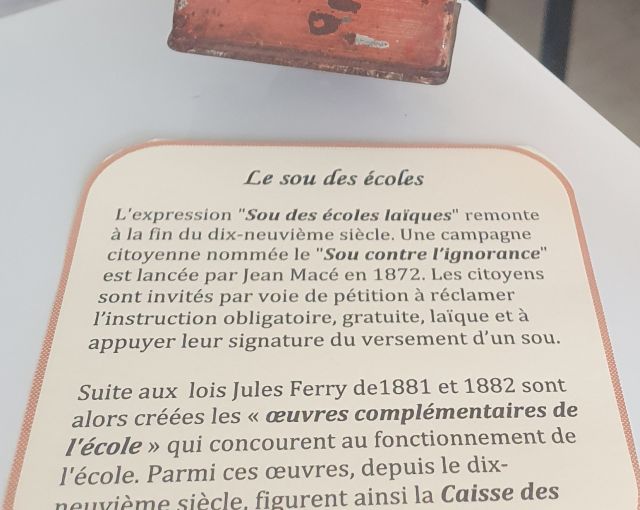 Le sou des écoles
L'expression "Sou des écoles laïques" remonte
à la fin du dix-neuvième siècle. Une campagne
citoyenne nommée le "Sou contre l'ignorance"
est lancée par Jean Macé en 1872. Les citoyens
sont invités par voie de pétition à réclamer
l'instruction obligatoire, gratuite, laïque et à
appuyer leur signature du versement d'un sou.
Suite aux lois Jules Ferry de1881 et 1882 sont
alors créées les « œuvres complémentaires de
l'école » qui concourent au fonctionnement de
l'école. Parmi ces œuvres, depuis le dix-
neuvième siècle, figurent ainsi la Caisse des